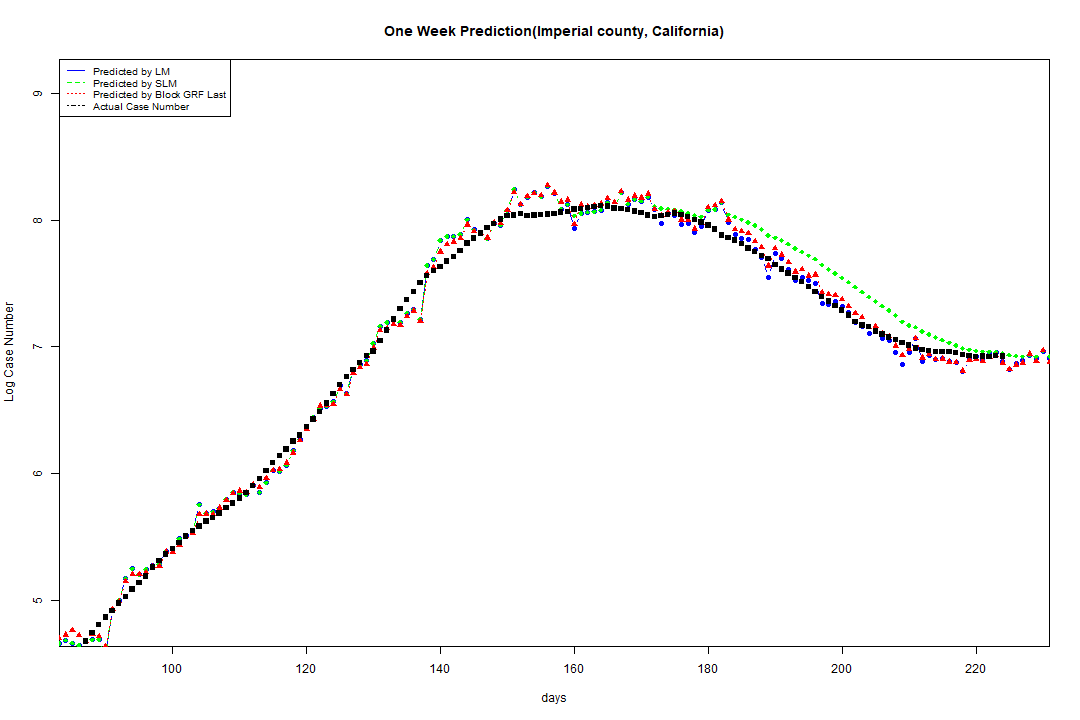 One Week Prediction(Imperial county, California)
Predicted by LM
Predicted by SLM
Predicted by Block GRF Last
Actual Case Number
9
8
7
6
5
Log Case Number
100 120 140 160 180 200 220
days